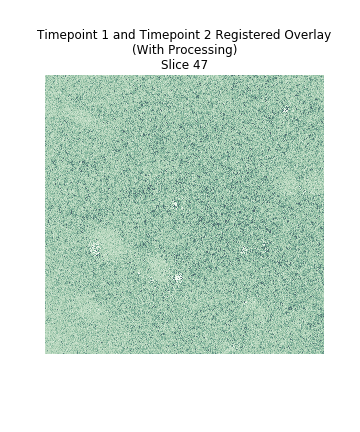 Timepoint 1 and Timepoint 2 Registered Overlay
(With Processing)
Slice 47